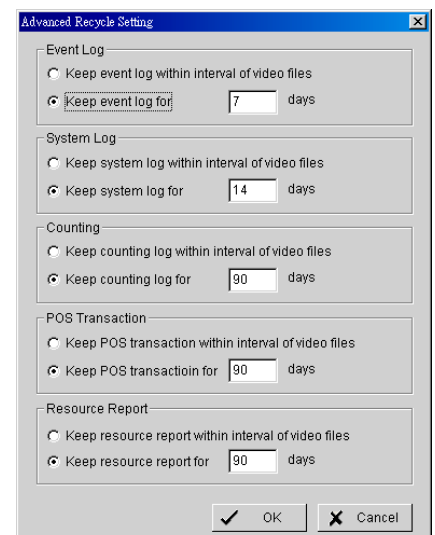 Advanced Recycle Setting
Event Log
Keep event log within interval of video files
Keep event log for 7 days
System Log
Keep system log within interval of video files
Keep system log for 14 days
Counting
Keep counting log within interval of video files
Keep counting log for 90 days
POS Transaction
Keep POS transaction within interval of video files
Keep POS transactioin for 90 days
Resource Report
Keep resource report within interval of video files
Keep resource report for 90 days
OK Cancel